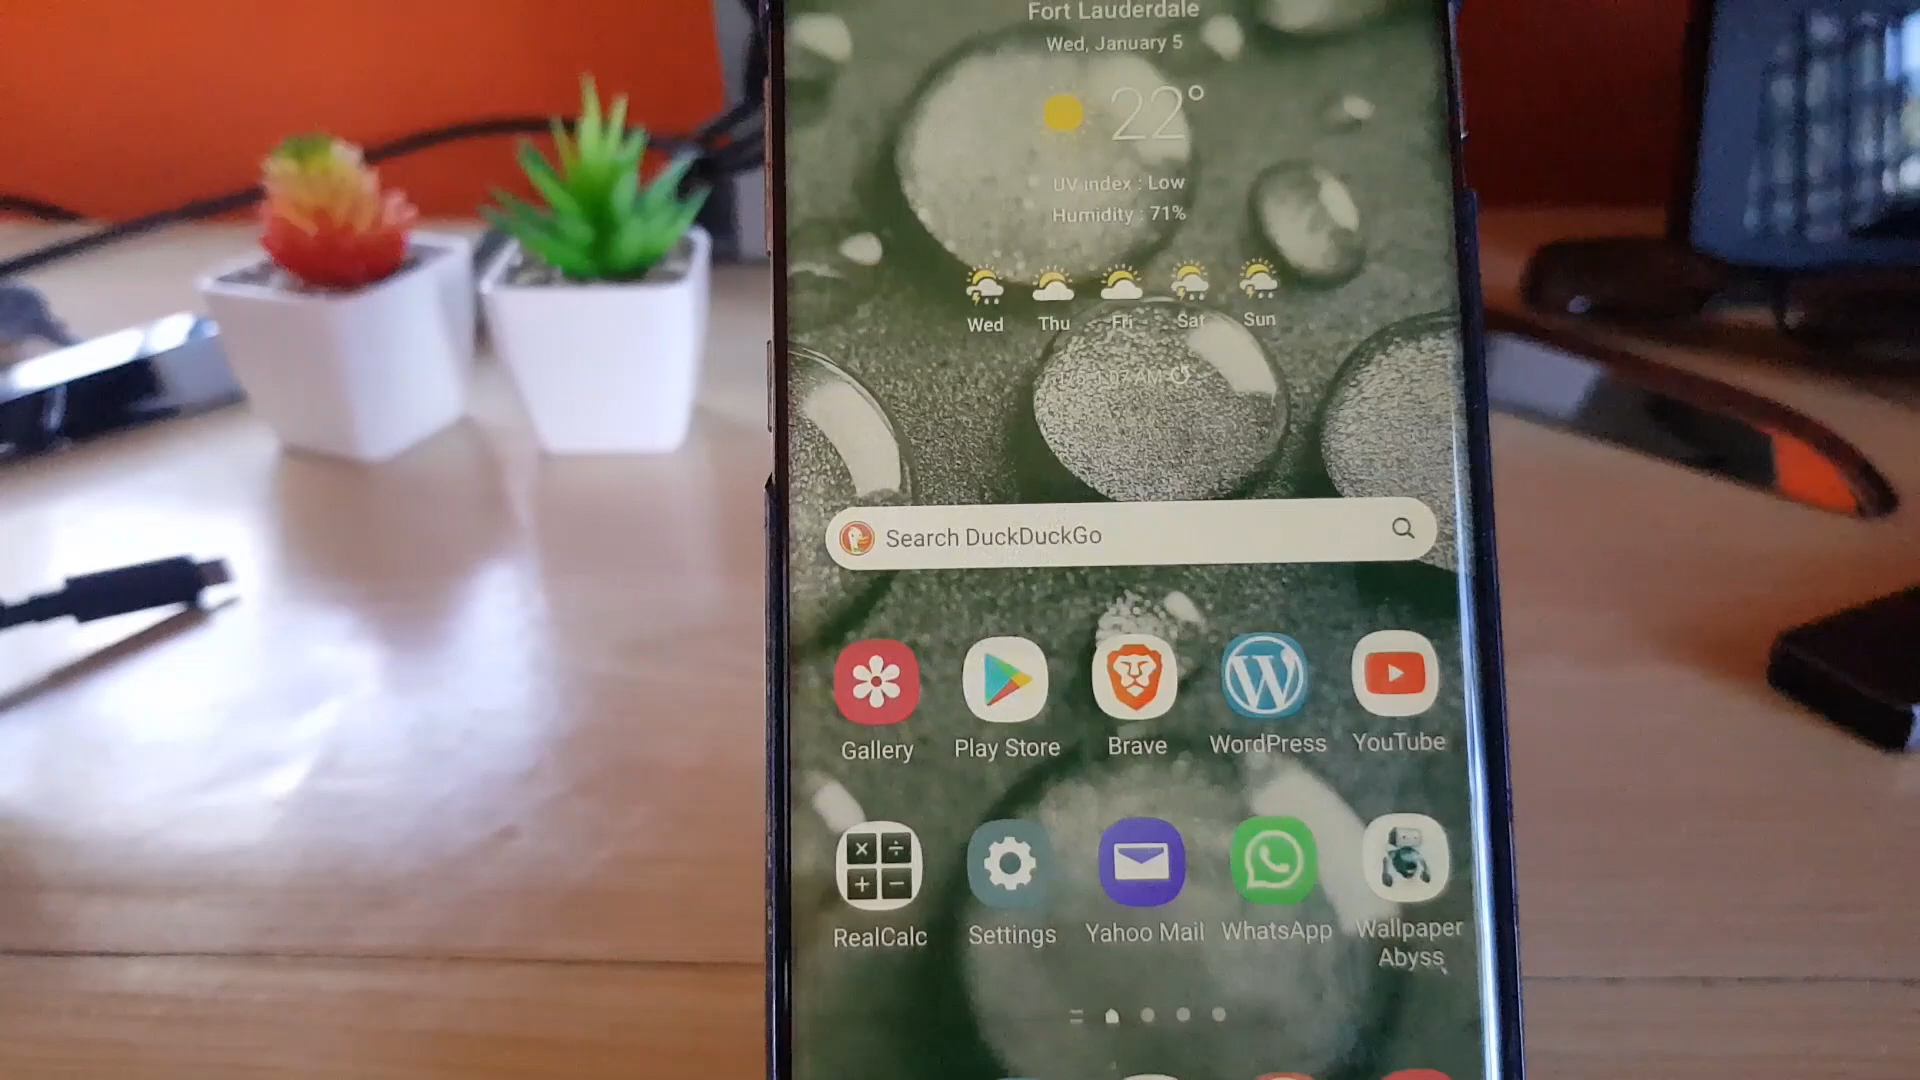 Fort Lauderdale
Wed, January 5
22°
UV index : Low
Humidity : 71%
Wed Thu Fri Sat Sun
Search DuckDuckGo
Gallery Play Store Brave WordPress YouTube
RealCalc Settings Yahoo Mail WhatsApp Wallpaper
Abyss